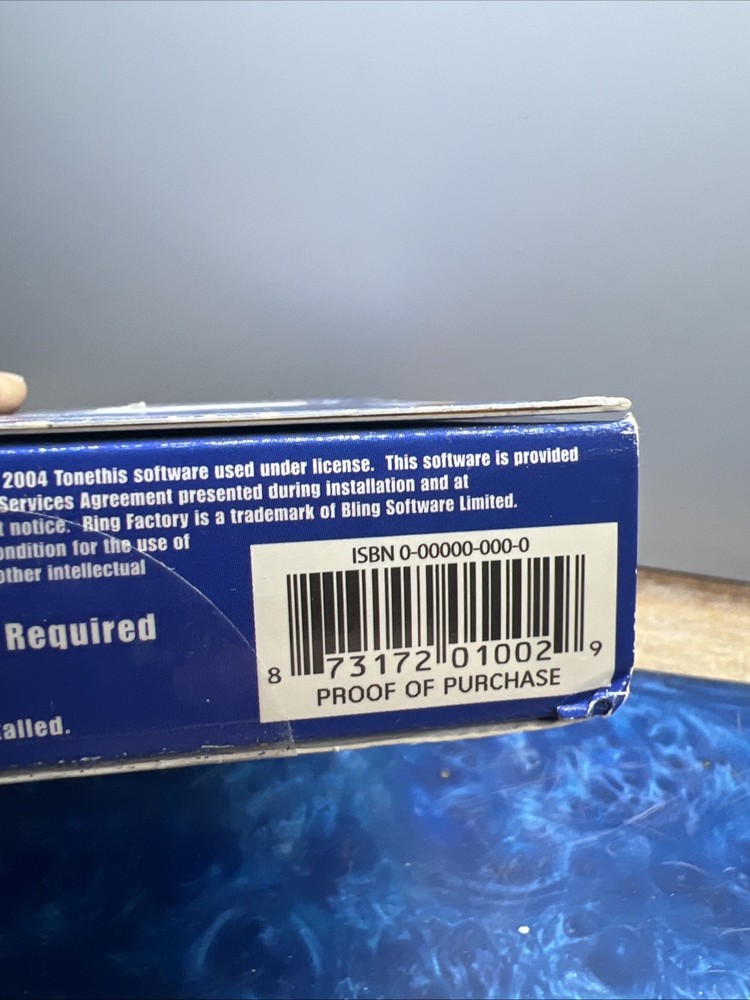 2004 Tonethis software used under license. This software is provided
Services Agreement presented during installation and at
t notice. Ring Factory is a trademark of Bling Software Limited.
ondition for the use of
other intellectual
Required
alled.
ISBN 0-00000-000-0
8 73172 01002 9
PROOF OF PURCHASE